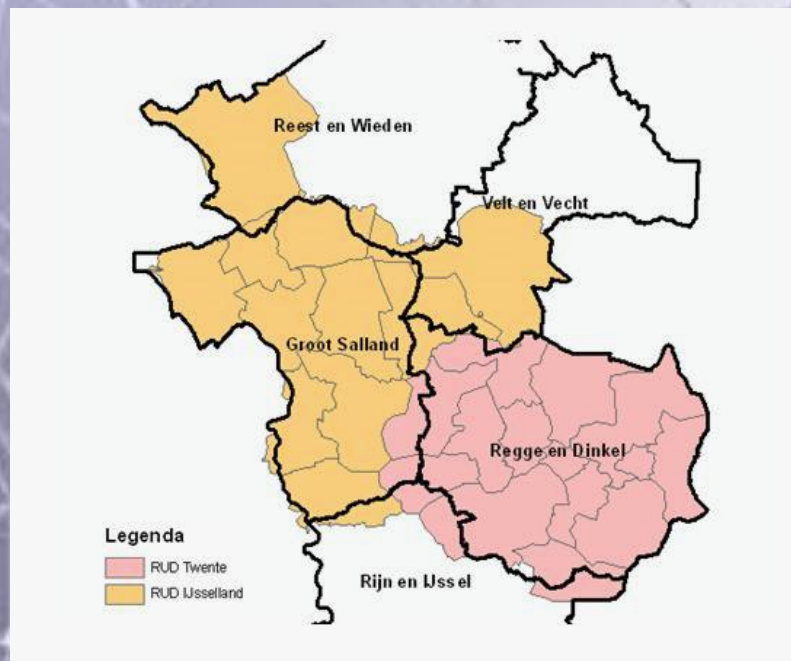 Reest en Wieden
Velt en Vecht
Groot Salland
Regge en Dinkel
Rijn en IJssel
Legenda
RUD Twente
RUD IJsselland